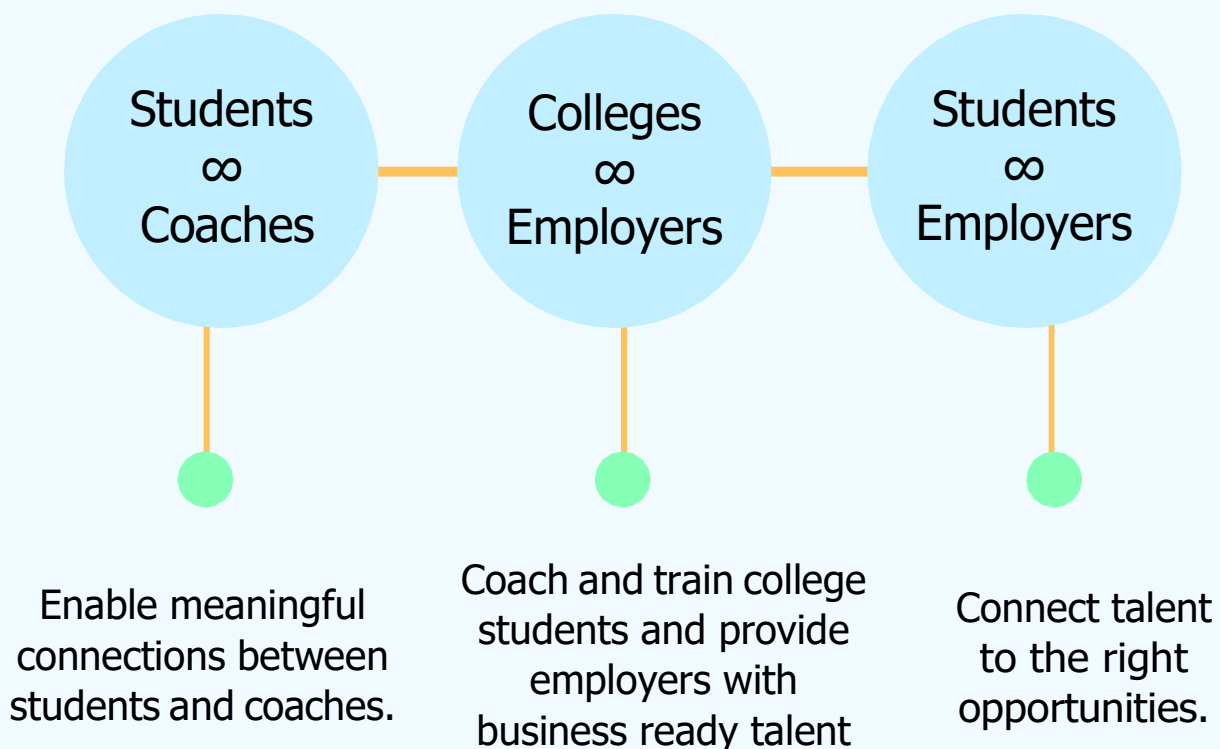 Students
∞
Coaches
Colleges
∞
Employers
Students
∞
Employers
Enable meaningful
connections between
students and coaches.
Coach and train college
students and provide
employers with
business ready talent
Connect talent
to the right
opportunities.